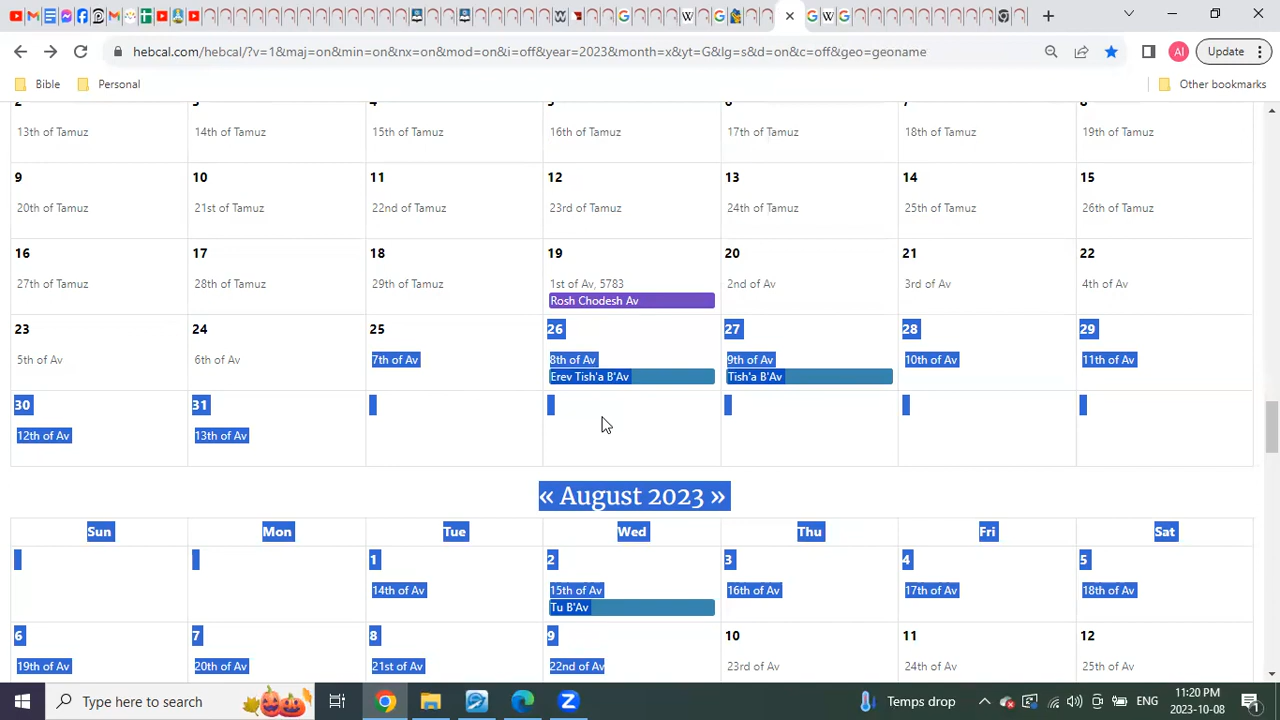 hebcal.com/hebcal/?v=1&maj=on&min=on&nx=on&mod=on&i=off&year=2023&month=x&yt=G&lg=s&d=on&c=off&geo=geoname
AI
Update
Bible
Personal
Other bookmarks
13th of Tamuz 14th of Tamuz 15th of Tamuz 16th of Tamuz 17th of Tamuz 18th of Tamuz 19th of Tamuz
9 10 11 12 13 14 15
20th of Tamuz 21st of Tamuz 22nd of Tamuz 23rd of Tamuz 24th of Tamuz 25th of Tamuz 26th of Tamuz
16 17 18 19 20 21 22
27th of Tamuz 28th of Tamuz 29th of Tamuz 1st of Av, 5783 2nd of Av 3rd of Av 4th of Av
Rosh Chodesh Av
23 24 25 26 27 28 29
5th of Av 6th of Av 7th of Av 8th of Av 9th of Av 10th of Av 11th of Av
Erev Tish'a B'Av Tish'a B'Av
30 31
12th of Av 13th of Av
« August 2023 »
Sun Mon Tue Wed Thu Fri Sat
1 2 3 4 5
14th of Av 15th of Av 16th of Av 17th of Av 18th of Av
Tu B'Av
6 7 8 9 10 11 12
19th of Av 20th of Av 21st of Av 22nd of Av 23rd of Av 24th of Av 25th of Av
Type here to search
Temps drop
ENG
11:20 PM
2023-10-08